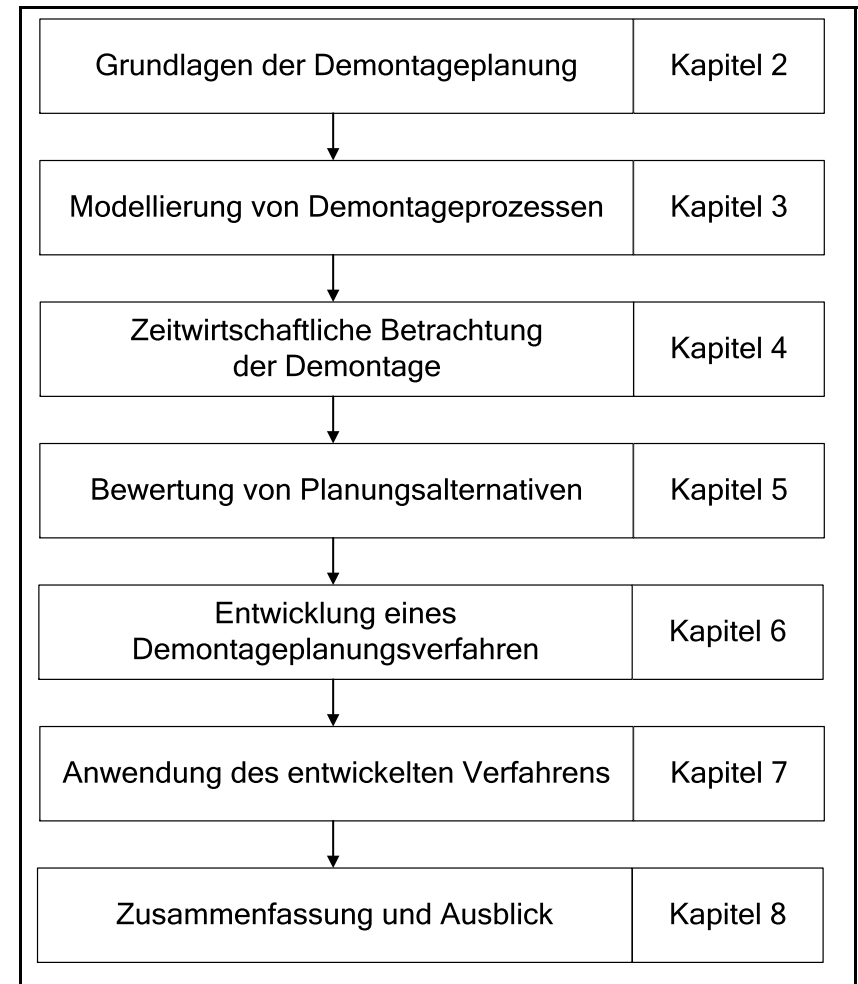 Grundlagen der Demontageplanung
Kapitel 2
Modellierung von Demontageprozessen
Kapitel 3
Zeitwirtschaftliche Betrachtung
der Demontage
Kapitel 4
Bewertung von Planungsalternativen
Kapitel 5
Entwicklung eines
Demontageplanungsverfahren
Kapitel 6
Anwendung des entwickelten Verfahrens
Kapitel 7
Zusammenfassung und Ausblick
Kapitel 8